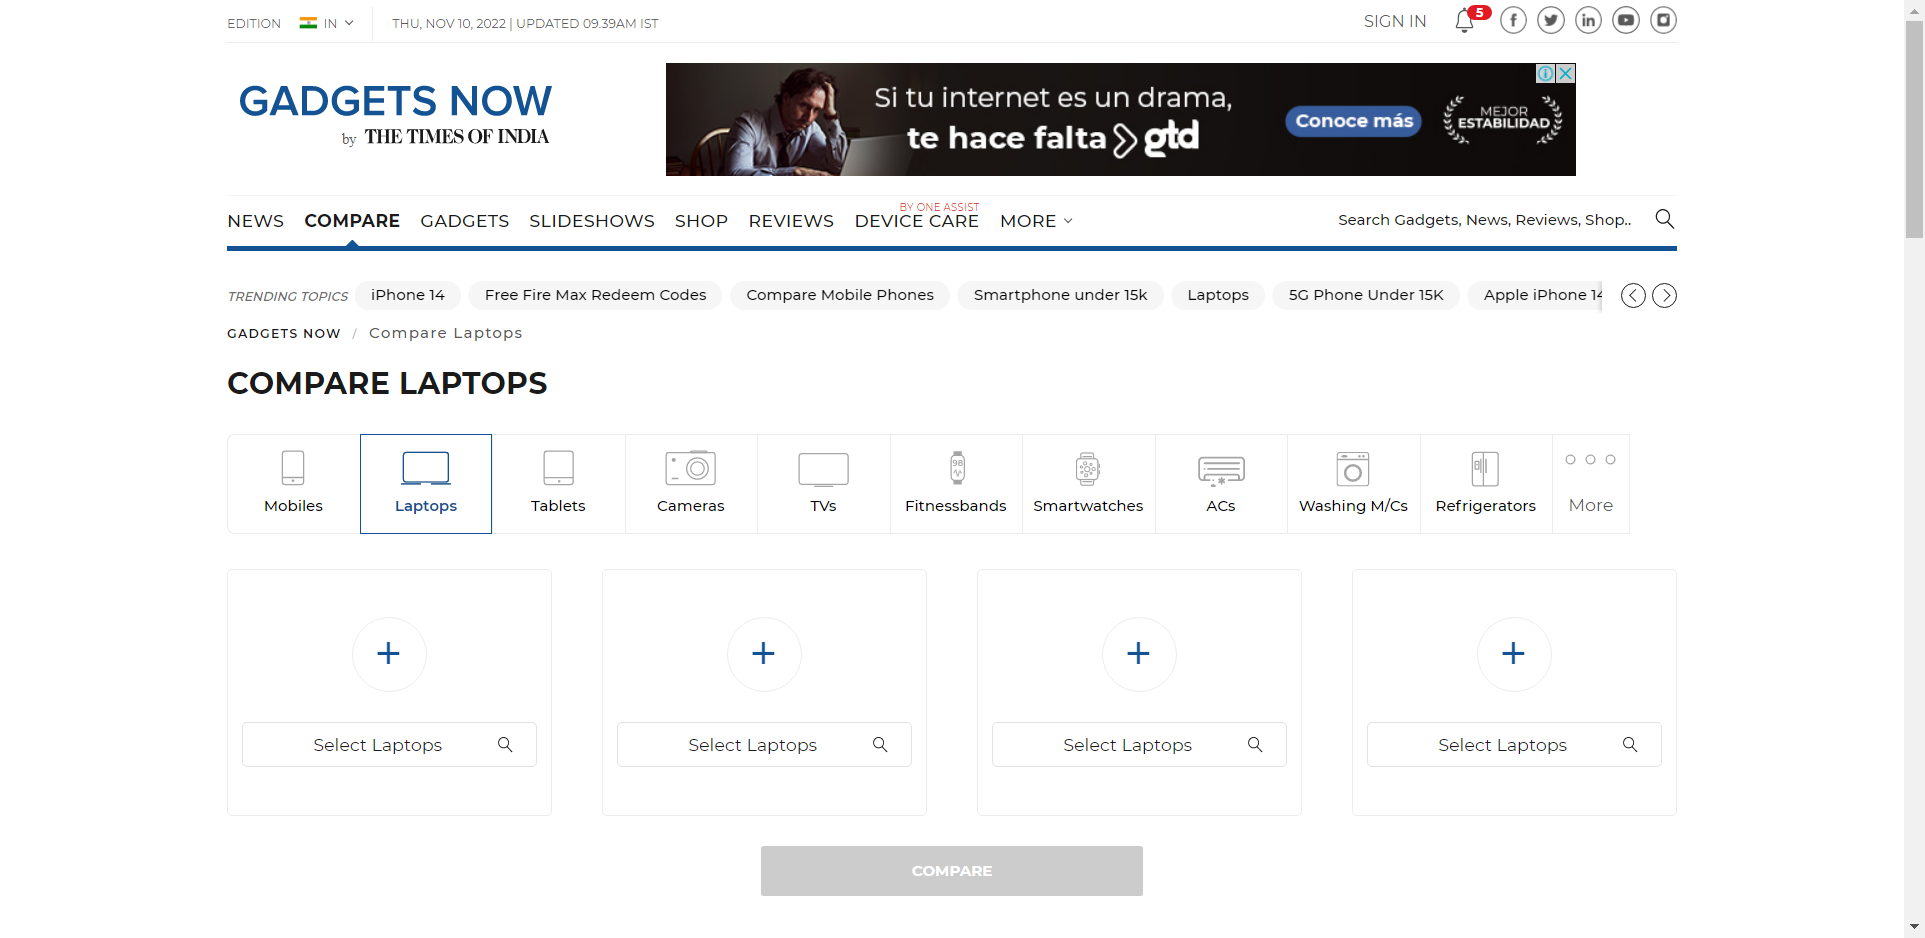 EDITION IN THU, NOV 10, 2022 | UPDATED 09.39AM IST SIGN IN 5
GADGETS NOW
by THE TIMES OF INDIA
Si tu internet es un drama,
te hace falta gtd
Conoce más
MEJOR
ESTABILIDAD
BY ONE ASSIST
NEWS COMPARE GADGETS SLIDESHOWS SHOP REVIEWS DEVICE CARE MORE Search Gadgets, News, Reviews, Shop..
TRENDING TOPICS iPhone 14 Free Fire Max Redeem Codes Compare Mobile Phones Smartphone under 15k Laptops 5G Phone Under 15K Apple iPhone 14
GADGETS NOW / Compare Laptops
COMPARE LAPTOPS
98
Mobiles Laptops Tablets Cameras TVs Fitnessbands Smartwatches ACs Washing M/Cs Refrigerators More
Select Laptops Select Laptops Select Laptops Select Laptops
COMPARE